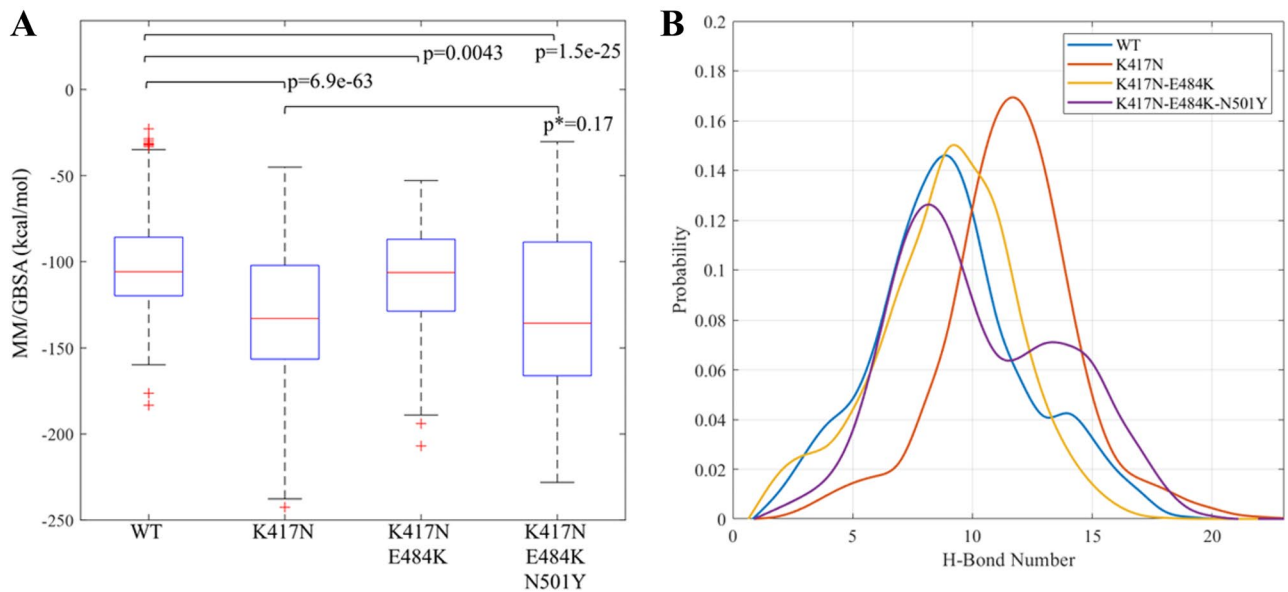 A
p=0.0043
p=1.5e-25
p=6.9e-63
p*=0.17
MM/GBSA (kcal/mol)
0
-50
-100
-150
-200
-250
WT
K417N
K417N
E484K
K417N
E484K
N501Y
B
WT
K417N
K417N-E484K
K417N-E484K-N501Y
Probability
0.2
0.18
0.16
0.14
0.12
0.1
0.08
0.06
0.04
0.02
0
0 5 10 15 20
H-Bond Number